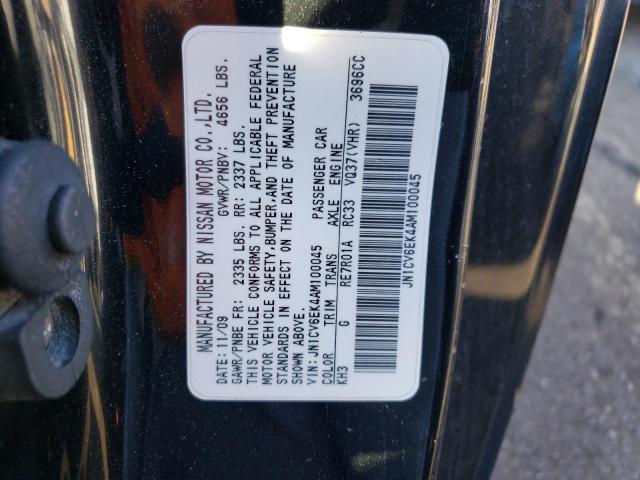 MANUFACTURED BY NISSAN MOTOR CO.,LTD.
DATE: 11/09 GVWR/PNBV: 4656 LBS.
GAWR/PNBE FR: 2335 LBS. RR: 2337 LBS.
THIS VEHICLE CONFORMS TO ALL APPLICABLE FEDERAL
MOTOR VEHICLE SAFETY,BUMPER,AND THEFT PREVENTION
STANDARDS IN EFFECT ON THE DATE OF MANUFACTURE
SHOWN ABOVE.
VIN: JN1CV6EK4AM100045 PASSENGER CAR
COLOR TRIM TRANS AXLE ENGINE
KH3 G RE7R01A RC33 VQ37(VHR) 3696CC
JN1CV6EK4AM100045